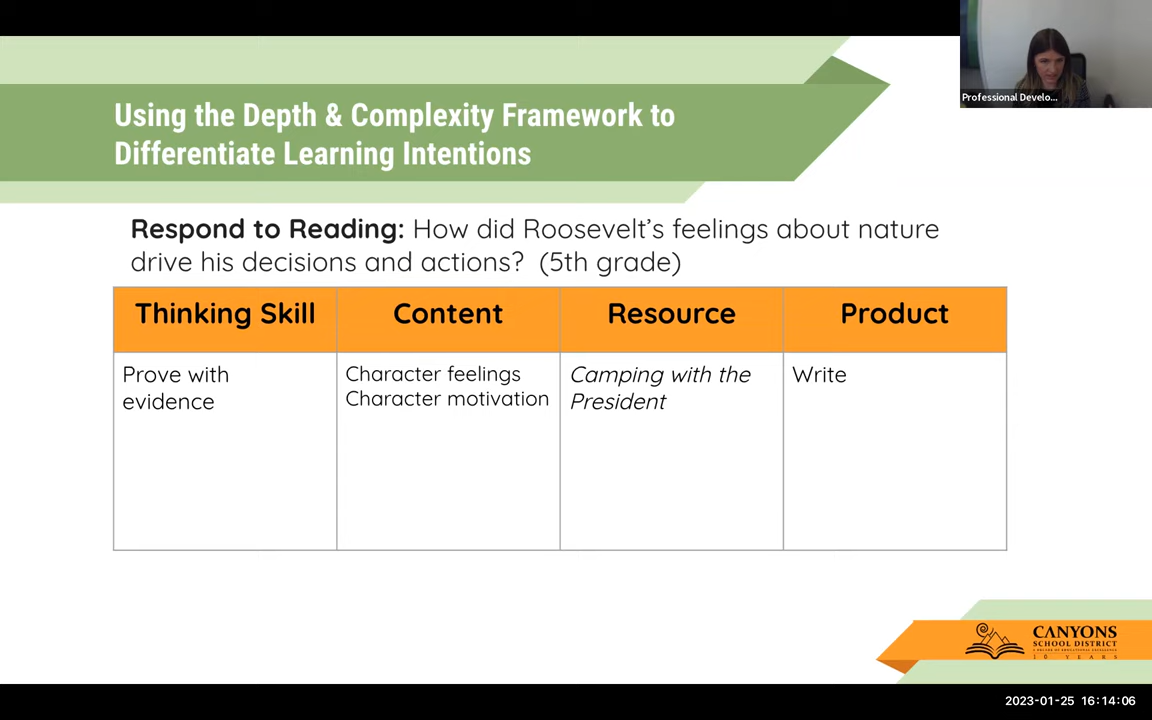 Professional Develo...
Using the Depth & Complexity Framework to
Differentiate Learning Intentions
Respond to Reading: How did Roosevelt's feelings about nature
drive his decisions and actions? (5th grade)
Thinking Skill
Content
Resource
Product
Prove with
evidence
Character feelings
Character motivation
Camping with the
President
Write
CANYONS
SCHOOL DISTRICT
10 YEARS
2023-01-25 16:14:06